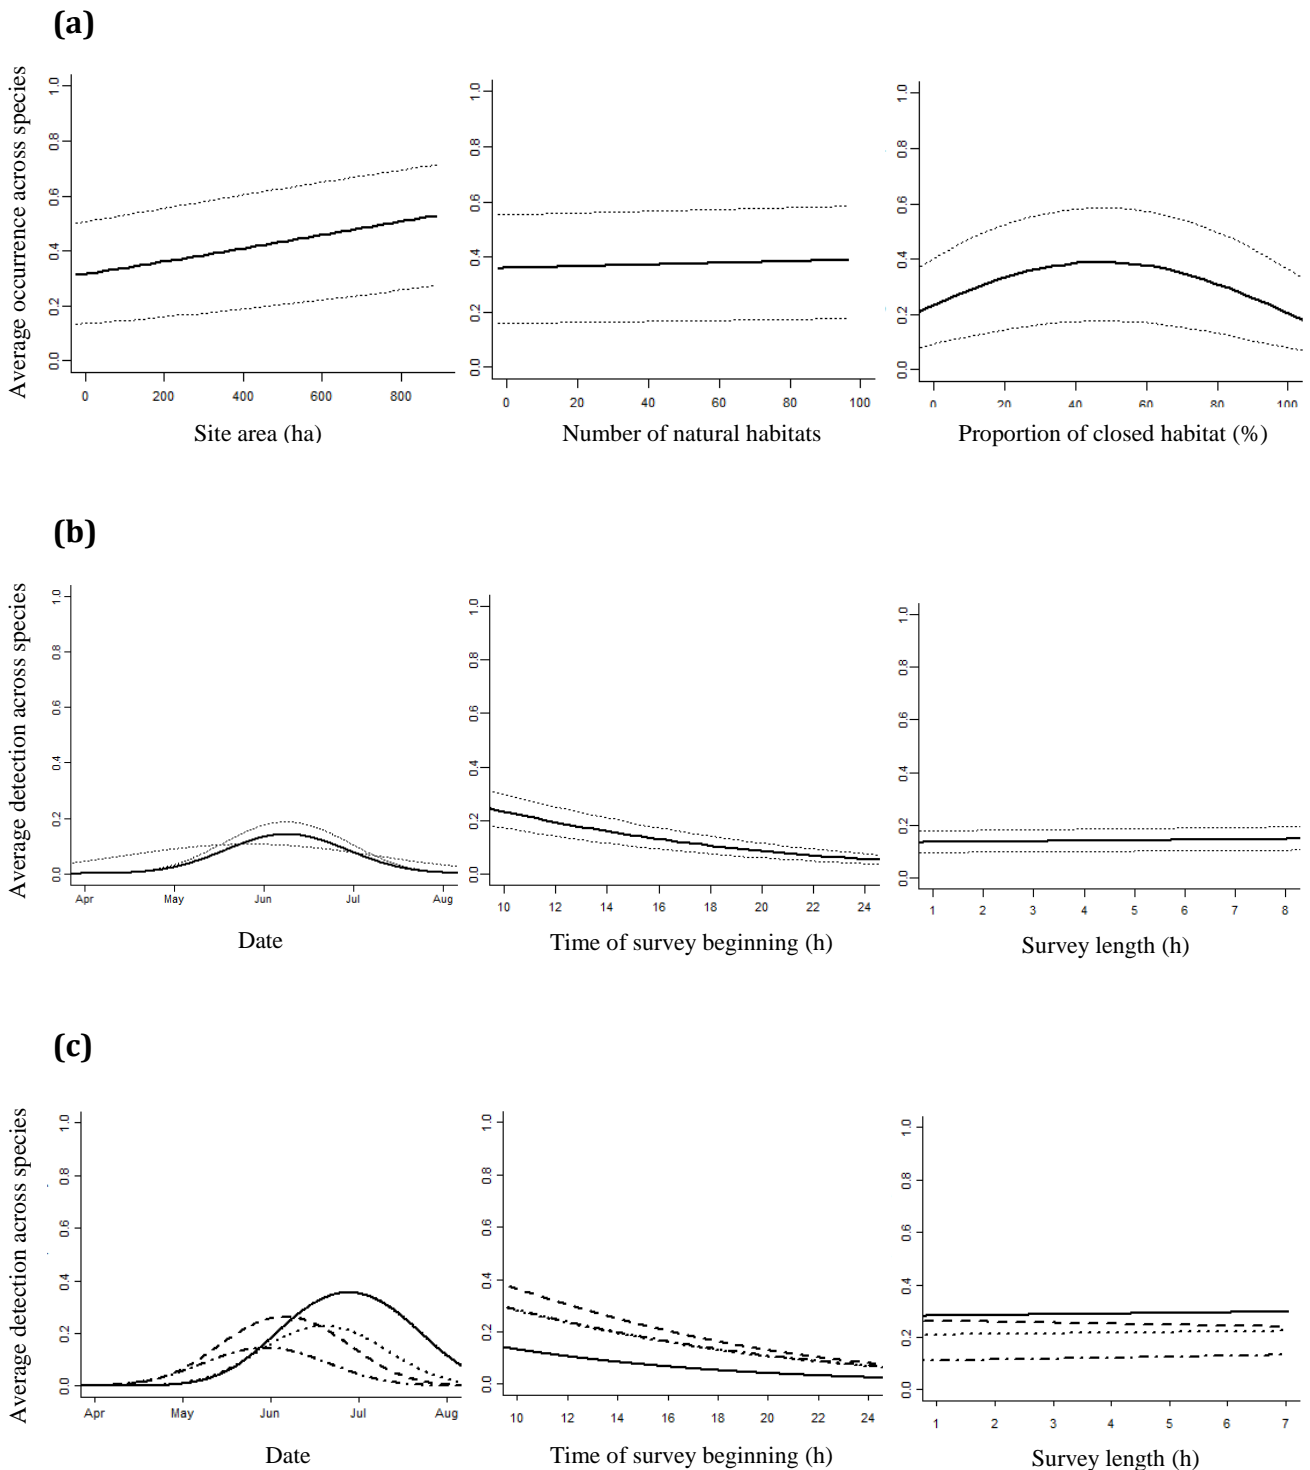 (a)
Average occurrence across species
0.0 0.2 0.4 0.6 0.8 1.0
0 200 400 600 800
Site area (ha)
0.0 0.2 0.4 0.6 0.8 1.0
0 20 40 60 80 100
Number of natural habitats
0.0 0.2 0.4 0.6 0.8 1.0
0 20 40 60 80 100
Proportion of closed habitat (%)
(b)
Average detection across species
0.0 0.2 0.4 0.6 0.8 1.0
Apr May Jun Jul Aug
Date
0.0 0.2 0.4 0.6 0.8 1.0
10 12 14 16 18 20 22 24
Time of survey beginning (h)
0.0 0.2 0.4 0.6 0.8 1.0
1 2 3 4 5 6 7 8
Survey length (h)
(c)
Average detection across species
0.0 0.2 0.4 0.6 0.8 1.0
Apr May Jun Jul Aug
Date
0.0 0.2 0.4 0.6 0.8 1.0
10 12 14 16 18 20 22 24
Time of survey beginning (h)
0.0 0.2 0.4 0.6 0.8 1.0
1 2 3 4 5 6 7
Survey length (h)